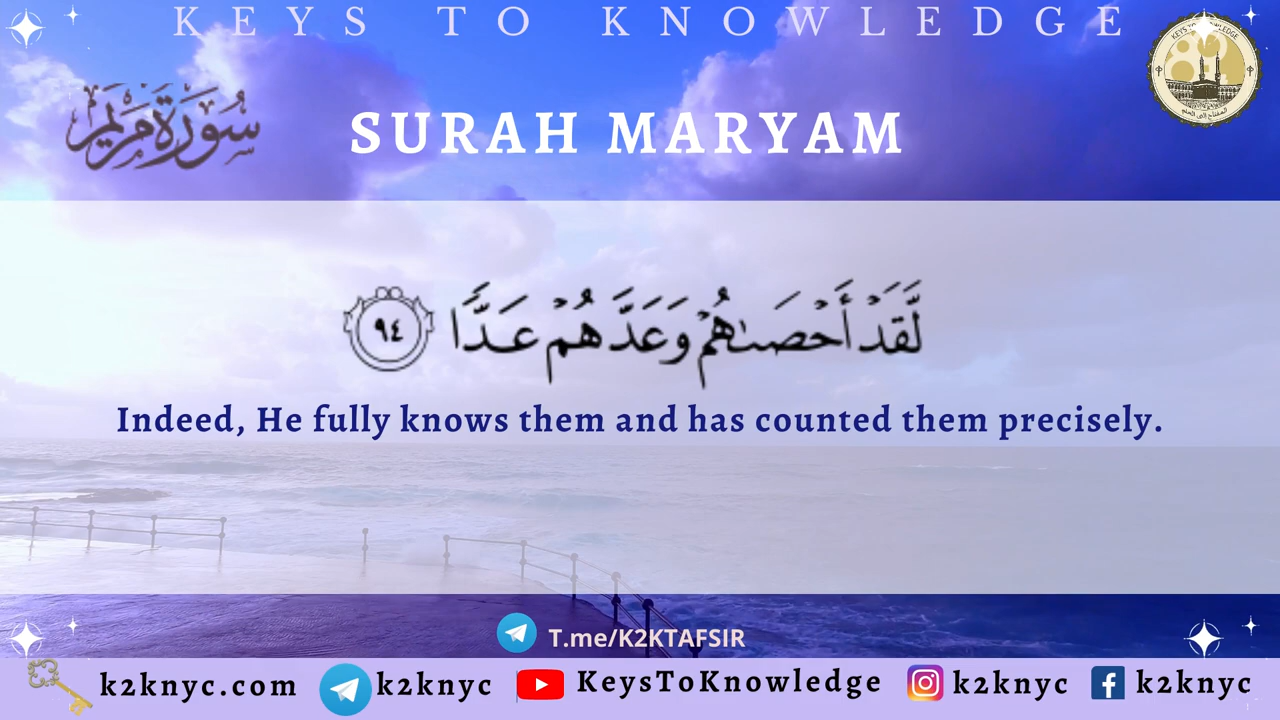 KEYS TO KNOWLEDGE
سُورَةُ مَرْيَم
SURAH MARYAM
لَّقَدْ أَحْصَىٰهُمْ وَعَدَّهُمْ عَدًّا ٩٤
Indeed, He fully knows them and has counted them precisely.
T.me/K2KTAFSIR
k2knyc.com k2knyc KeysToKnowledge k2knyc k2knyc